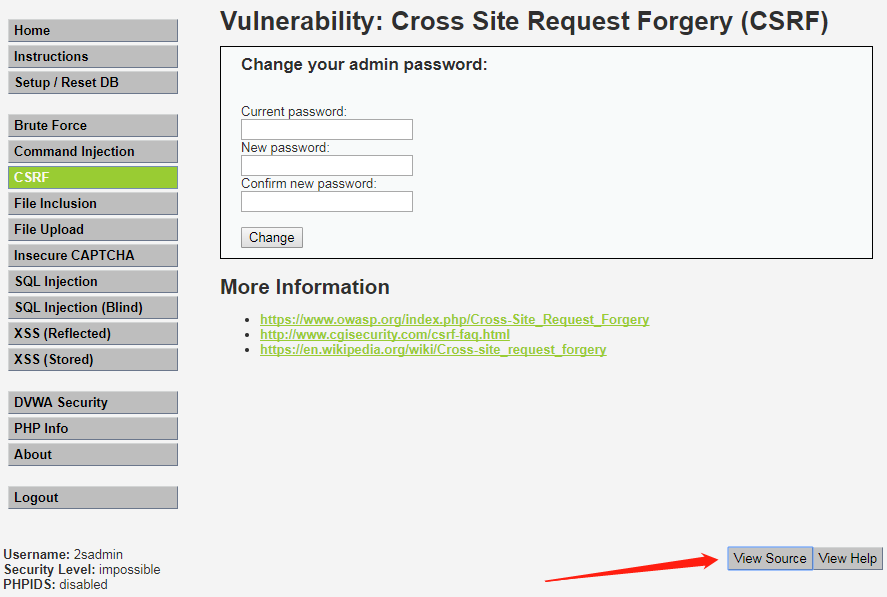 Home
Instructions
Setup / Reset DB
Brute Force
Command Injection
CSRF
File Inclusion
File Upload
Insecure CAPTCHA
SQL Injection
SQL Injection (Blind)
XSS (Reflected)
XSS (Stored)
DVWA Security
PHP Info
About
Logout
Vulnerability: Cross Site Request Forgery (CSRF)
Change your admin password:
Current password:
New password:
Confirm new password:
Change
More Information
https://www.owasp.org/index.php/Cross-Site_Request_Forgery
http://www.cgisecurity.com/csrf-faq.html
https://en.wikipedia.org/wiki/Cross-site_request_forgery
Username: 2sadmin
Security Level: impossible
PHPIDS: disabled
View Source View Help